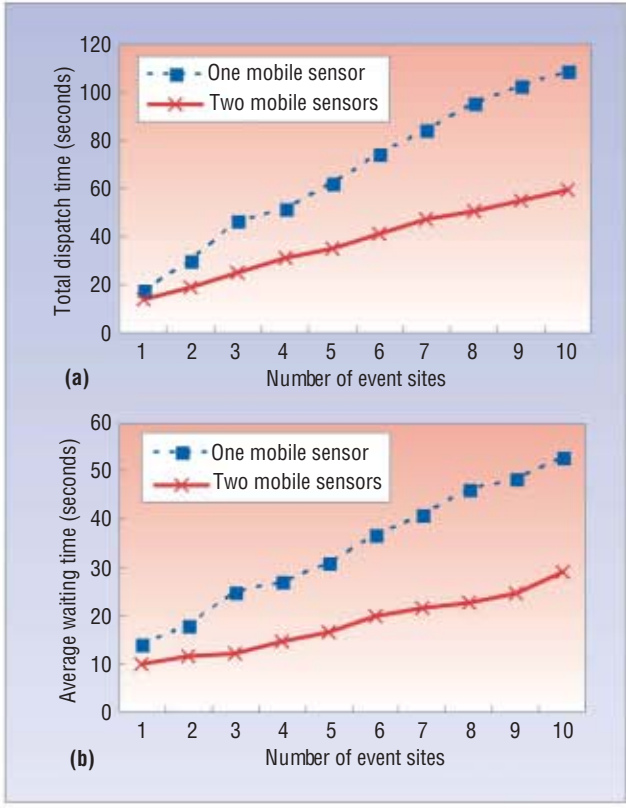 120
100
80
60
40
20
0
Total dispatch time (seconds)
One mobile sensor
Two mobile sensors
1 2 3 4 5 6 7 8 9 10
Number of event sites
(a)
60
50
40
30
20
10
0
Average waiting time (seconds)
One mobile sensor
Two mobile sensors
1 2 3 4 5 6 7 8 9 10
Number of event sites
(b)